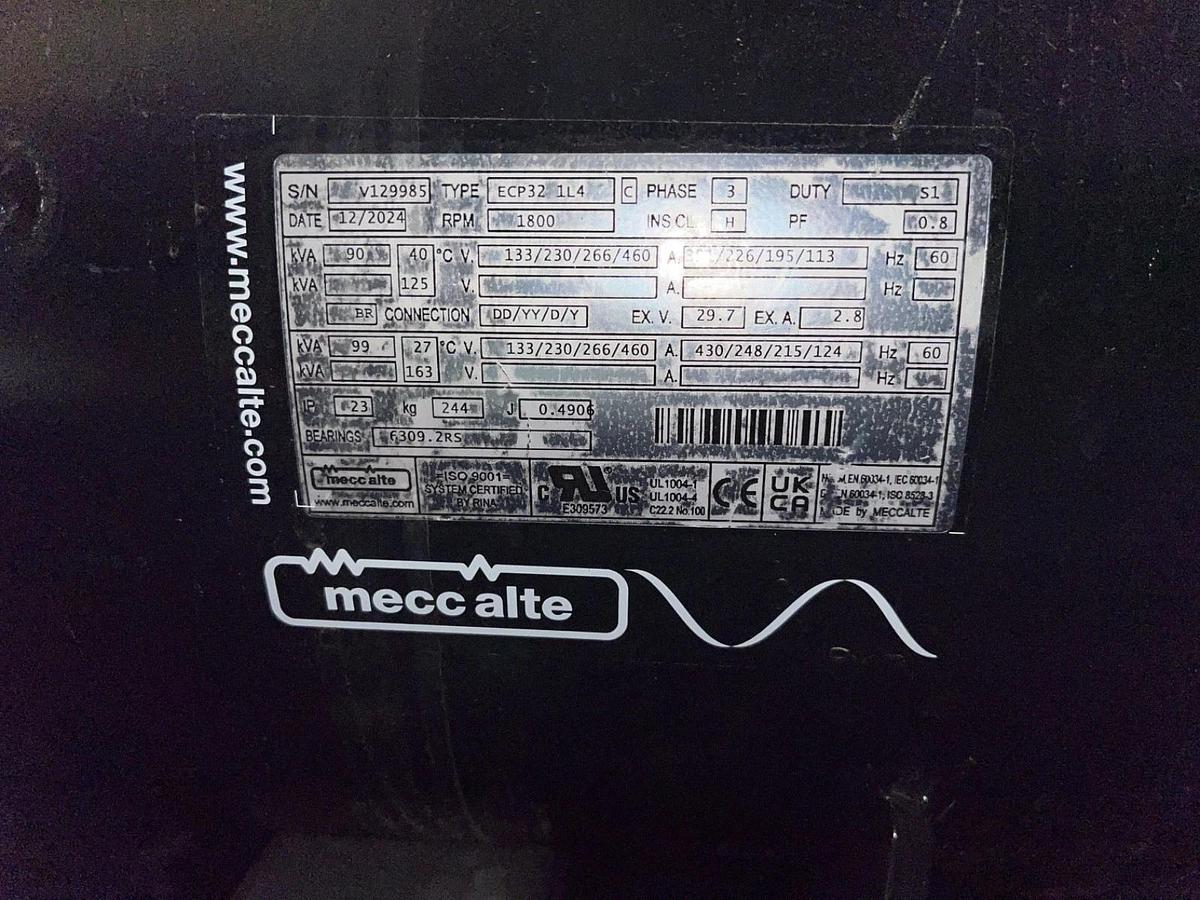 www.meccalte.com
S/N V129985 TYPE ECP32 1L4 C PHASE 3 DUTY S1
DATE 12/2024 RPM 1800 INS.CL. H PF 0.8
kVA 90 40 °C V. 133/230/266/460 A. /226/195/113 Hz 60
kVA 125 V. A. Hz
BR CONNECTION DD/YY/D/Y EX. V. 29.7 EX. A. 2.8
kVA 99 27 °C V. 133/230/266/460 A. 430/248/215/124 Hz 60
kVA 163 V. A. Hz
IP 23 kg 244 J 0.4906
BEARINGS 6309.2RS
mecc alte
www.meccalte.com
ISO 9001
SYSTEM CERTIFIED
BY RINA
c RU US
E309573
UL1004-1
UL1004-4
C22.2 No.100
CE
UK
CA
EN 60034-1, IEC 60034-1
EN 60034-1, ISO 8528-3
by MECCALTE
mecc alte